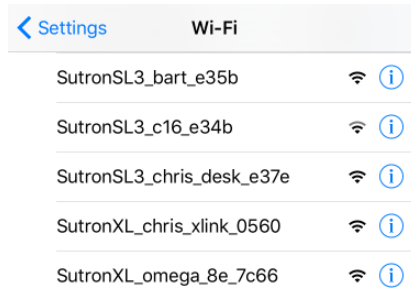 Settings Wi-Fi
SutronSL3_bart_e35b
SutronSL3_c16_e34b
SutronSL3_chris_desk_e37e
SutronXL_chris_xlink_0560
SutronXL_omega_8e_7c66